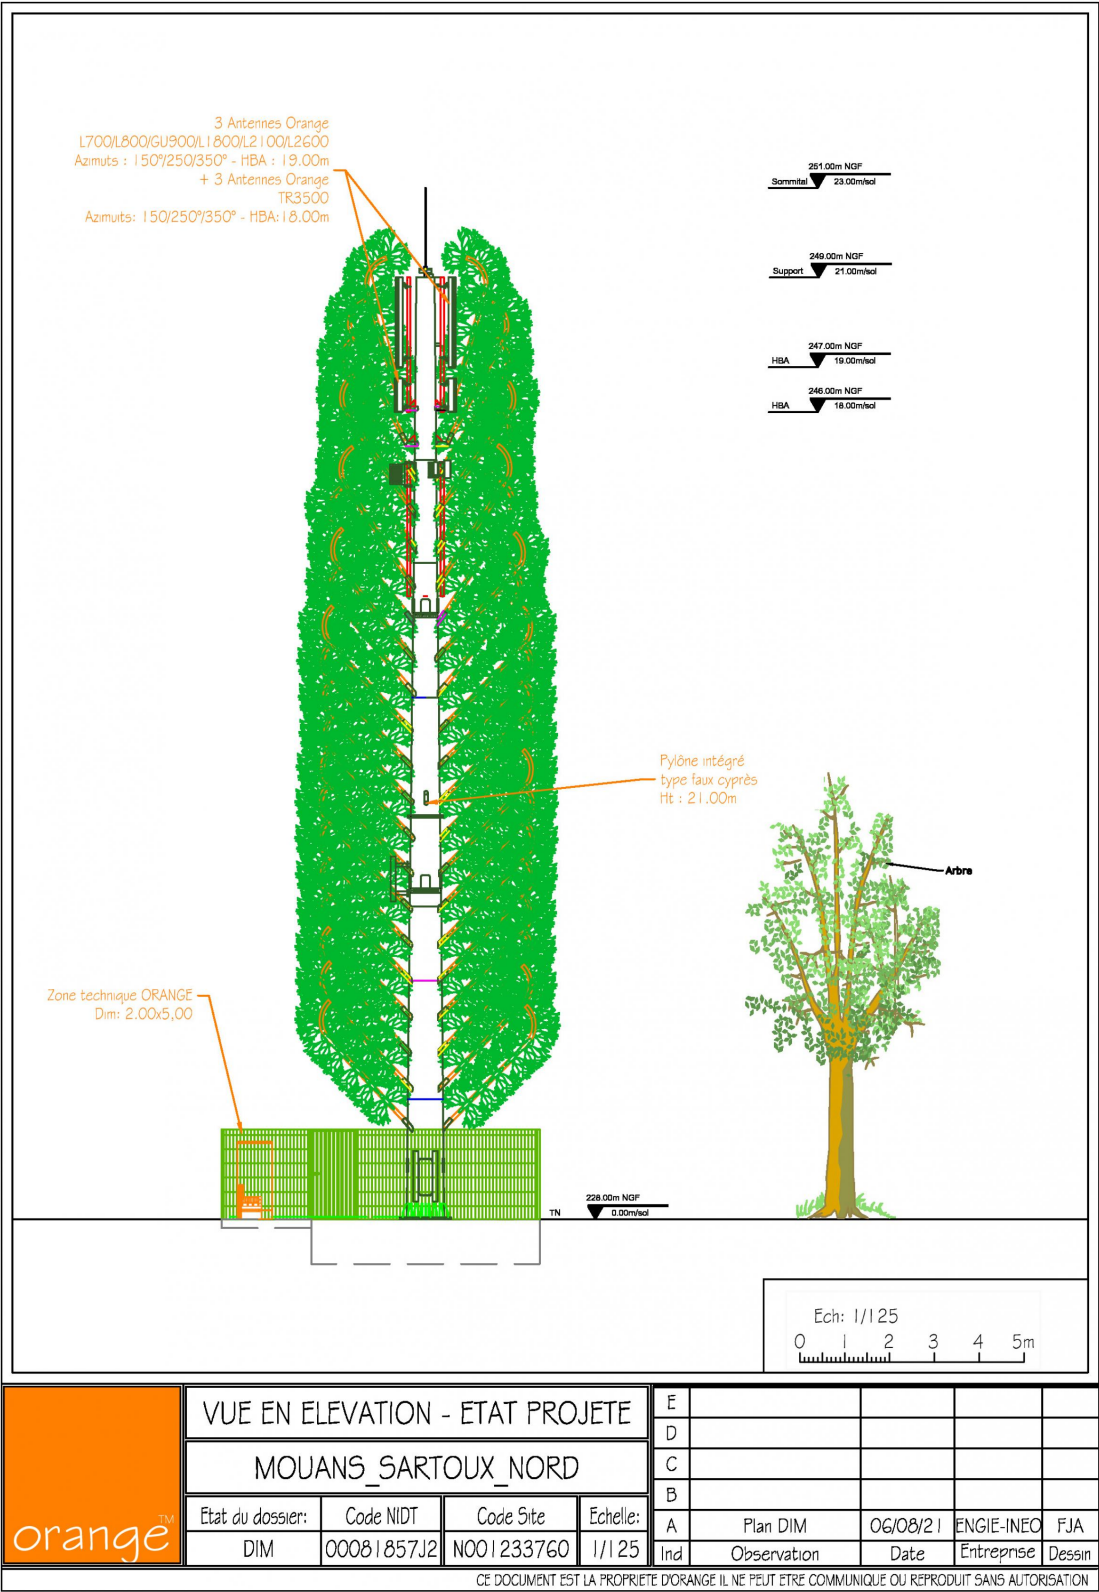 3 Antennes Orange
L700/L800/GU900/L1800/L2100/L2600
Azimuts : 150°/250/350° - HBA : 19.00m
+ 3 Antennes Orange
TR3500
Azimuits: 150/250°/350° - HBA:18.00m
251.00m NGF
Sommital 23.00m/sol
249.00m NGF
Support 21.00m/sol
247.00m NGF
HBA 19.00m/sol
246.00m NGF
HBA 18.00m/sol
Pylône intégré
type faux cyprès
Ht : 21.00m
Arbre
Zone technique ORANGE
Dim: 2.00x5,00
228.00m NGF
TN 0.00m/sol
Ech: 1/125
0 1 2 3 4 5m
orange™
VUE EN ELEVATION - ETAT PROJETE
MOUANS_SARTOUX_NORD
Etat du dossier: Code NIDT Code Site Echelle:
DIM 00081857J2 N001233760 1/125
E
D
C
B
A Plan DIM 06/08/21 ENGIE-INEO FJA
Ind Observation Date Entreprise Dessin
CE DOCUMENT EST LA PROPRIETE D'ORANGE IL NE PEUT ETRE COMMUNIQUE OU REPRODUIT SANS AUTORISATION